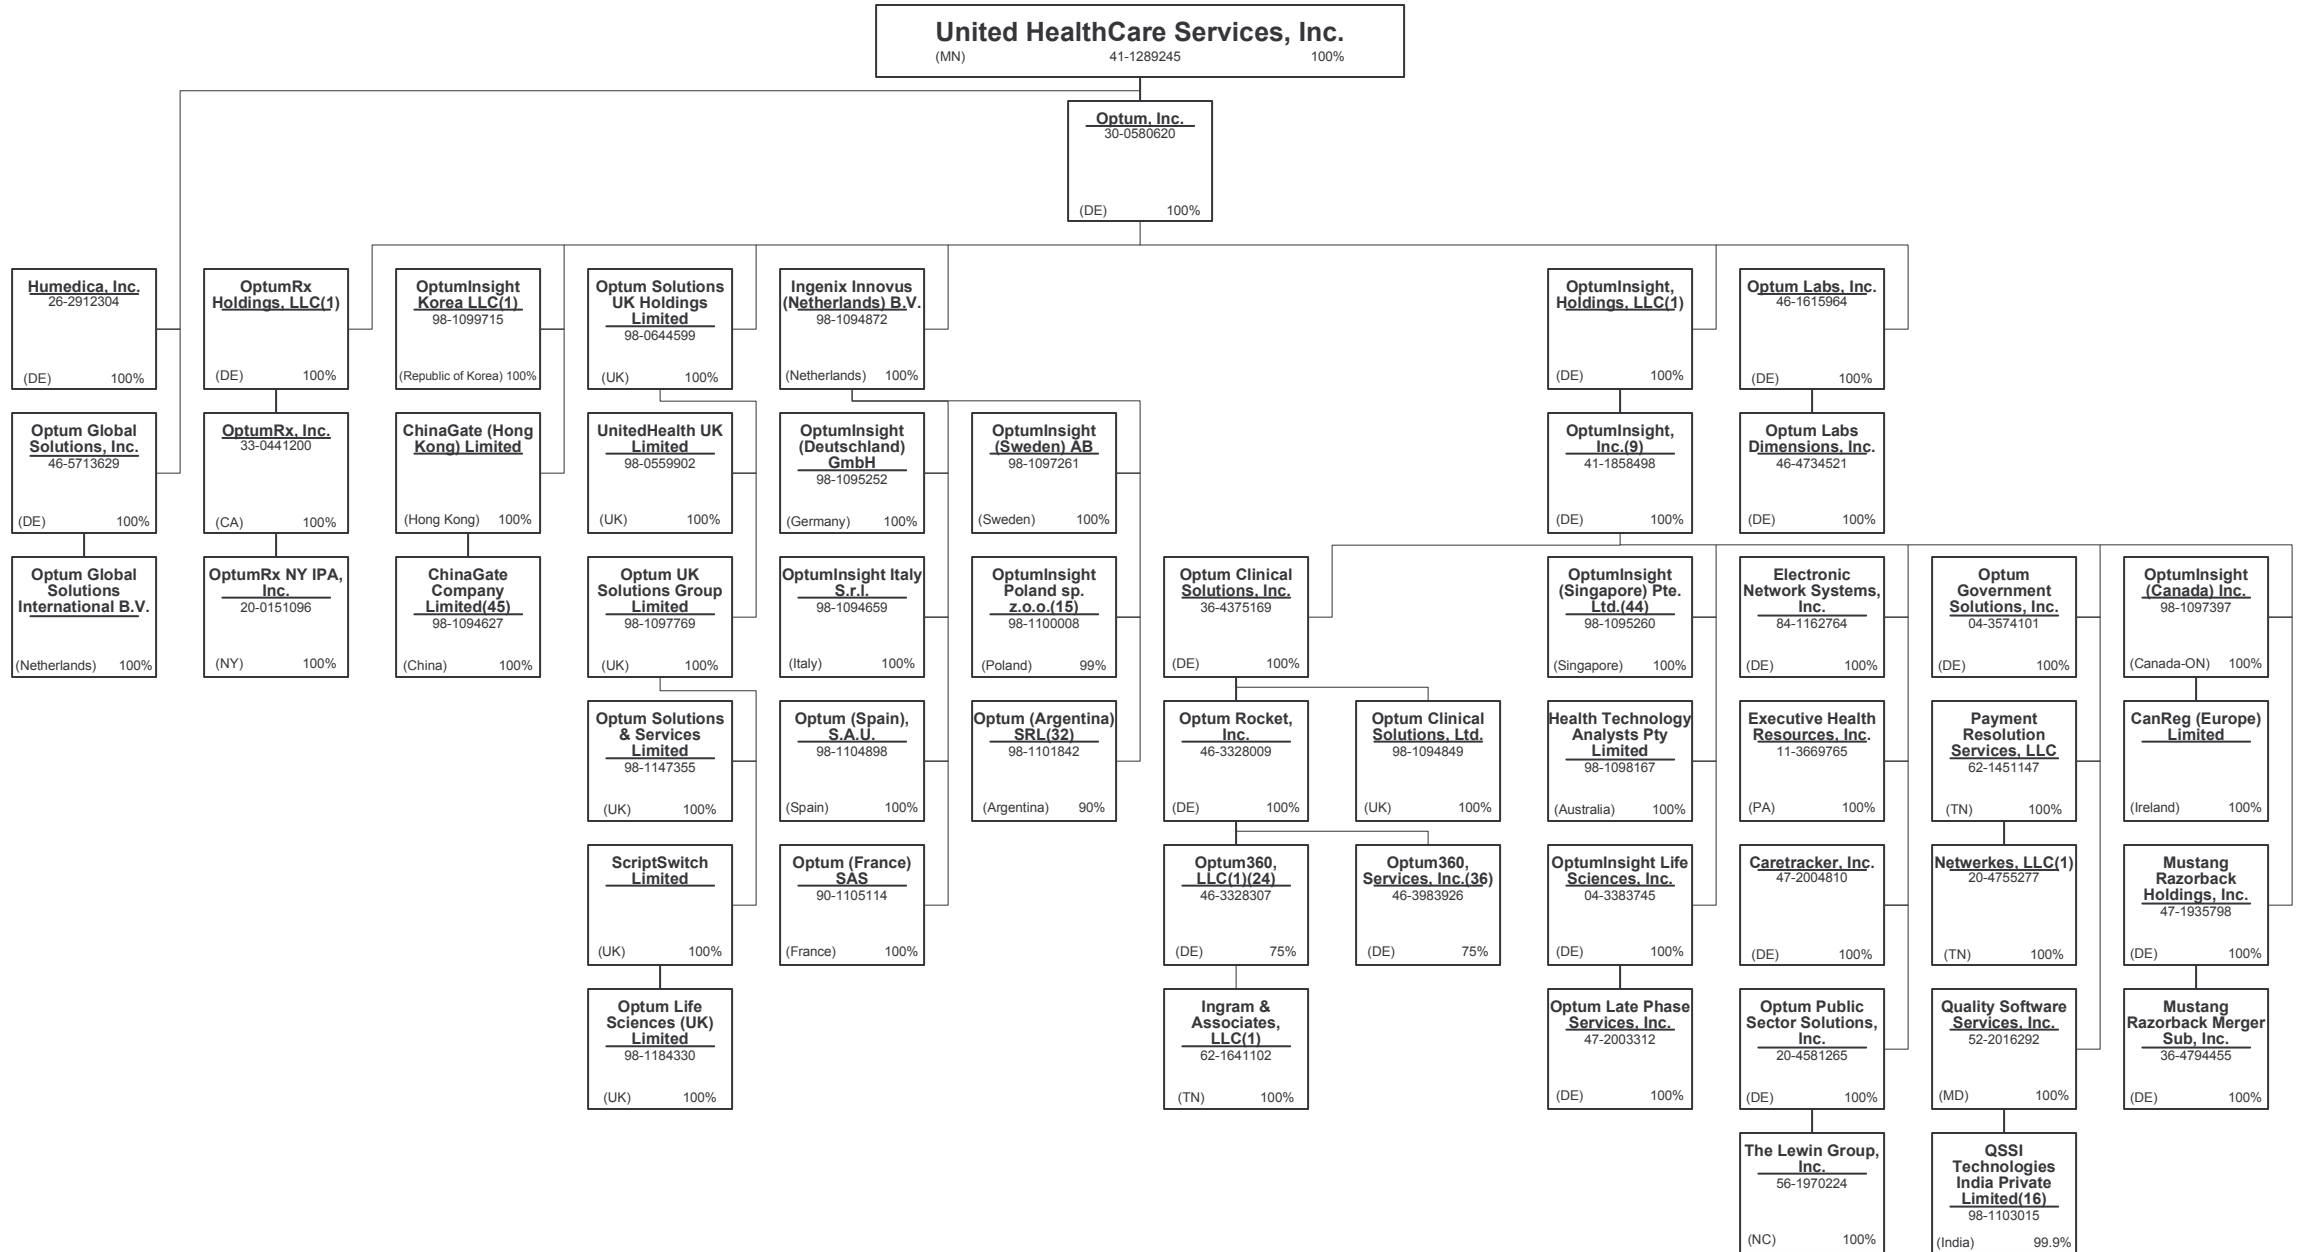 United HealthCare Services, Inc.
(MN) 41-1289245 100%
Optum, Inc.
30-0580620
(DE) 100%
Humedica, Inc.
26-2912304
(DE) 100%
OptumRx
Holdings, LLC(1)
(DE) 100%
OptumInsight
Korea LLC(1)
98-1099715
(Republic of Korea) 100%
Optum Solutions
UK Holdings
Limited
98-0644599
(UK) 100%
Ingenix Innovus
(Netherlands) B.V.
98-1094872
(Netherlands) 100%
OptumInsight,
Holdings, LLC(1)
(DE) 100%
Optum Labs, Inc.
46-1615964
(DE) 100%
Optum Global
Solutions, Inc.
46-5713629
(DE) 100%
OptumRx, Inc.
33-0441200
(CA) 100%
ChinaGate (Hong
Kong) Limited
(Hong Kong) 100%
UnitedHealth UK
Limited
98-0559902
(UK) 100%
OptumInsight
(Deutschland)
GmbH
98-1095252
(Germany) 100%
OptumInsight
(Sweden) AB
98-1097261
(Sweden) 100%
OptumInsight,
Inc.(9)
41-1858498
(DE) 100%
Optum Labs
Dimensions, Inc.
46-4734521
(DE) 100%
Optum Global
Solutions
International B.V.
(Netherlands) 100%
OptumRx NY IPA,
Inc.
20-0151096
(NY) 100%
ChinaGate
Company
Limited(45)
98-1094627
(China) 100%
Optum UK
Solutions Group
Limited
98-1097769
(UK) 100%
OptumInsight Italy
S.r.l.
98-1094659
(Italy) 100%
OptumInsight
Poland sp.
z.o.o.(15)
98-1100008
(Poland) 99%
Optum Clinical
Solutions, Inc.
36-4375169
(DE) 100%
OptumInsight
(Singapore) Pte.
Ltd.(44)
98-1095260
(Singapore) 100%
Electronic
Network Systems,
Inc.
84-1162764
(DE) 100%
Optum
Government
Solutions, Inc.
04-3574101
(DE) 100%
OptumInsight
(Canada) Inc.
98-1097397
(Canada-ON) 100%
Optum Solutions
& Services
Limited
98-1147355
(UK) 100%
Optum (Spain),
S.A.U.
98-1104898
(Spain) 100%
Optum (Argentina)
SRL(32)
98-1101842
(Argentina) 90%
Optum Rocket,
Inc.
46-3328009
(DE) 100%
Optum Clinical
Solutions, Ltd.
98-1094849
(UK) 100%
Health Technology
Analysts Pty
Limited
98-1098167
(Australia) 100%
Executive Health
Resources, Inc.
11-3669765
(PA) 100%
Payment
Resolution
Services, LLC
62-1451147
(TN) 100%
CanReg (Europe)
Limited
(Ireland) 100%
ScriptSwitch
Limited
(UK) 100%
Optum (France)
SAS
90-1105114
(France) 100%
Optum360,
LLC(1)(24)
46-3328307
(DE) 75%
Optum360,
Services, Inc.(36)
46-3983926
(DE) 75%
OptumInsight Life
Sciences, Inc.
04-3383745
(DE) 100%
Caretracker, Inc.
47-2004810
(DE) 100%
Netwerkes, LLC(1)
20-4755277
(TN) 100%
Mustang
Razorback
Holdings, Inc.
47-1935798
(DE) 100%
Optum Life
Sciences (UK)
Limited
98-1184330
(UK) 100%
Ingram &
Associates,
LLC(1)
62-1641102
(TN) 100%
Optum Late Phase
Services, Inc.
47-2003312
(DE) 100%
Optum Public
Sector Solutions,
Inc.
20-4581265
(DE) 100%
Quality Software
Services, Inc.
52-2016292
(MD) 100%
Mustang
Razorback Merger
Sub, Inc.
36-4794455
(DE) 100%
The Lewin Group,
Inc.
56-1970224
(NC) 100%
QSSI
Technologies
India Private
Limited(16)
98-1103015
(India) 99.9%